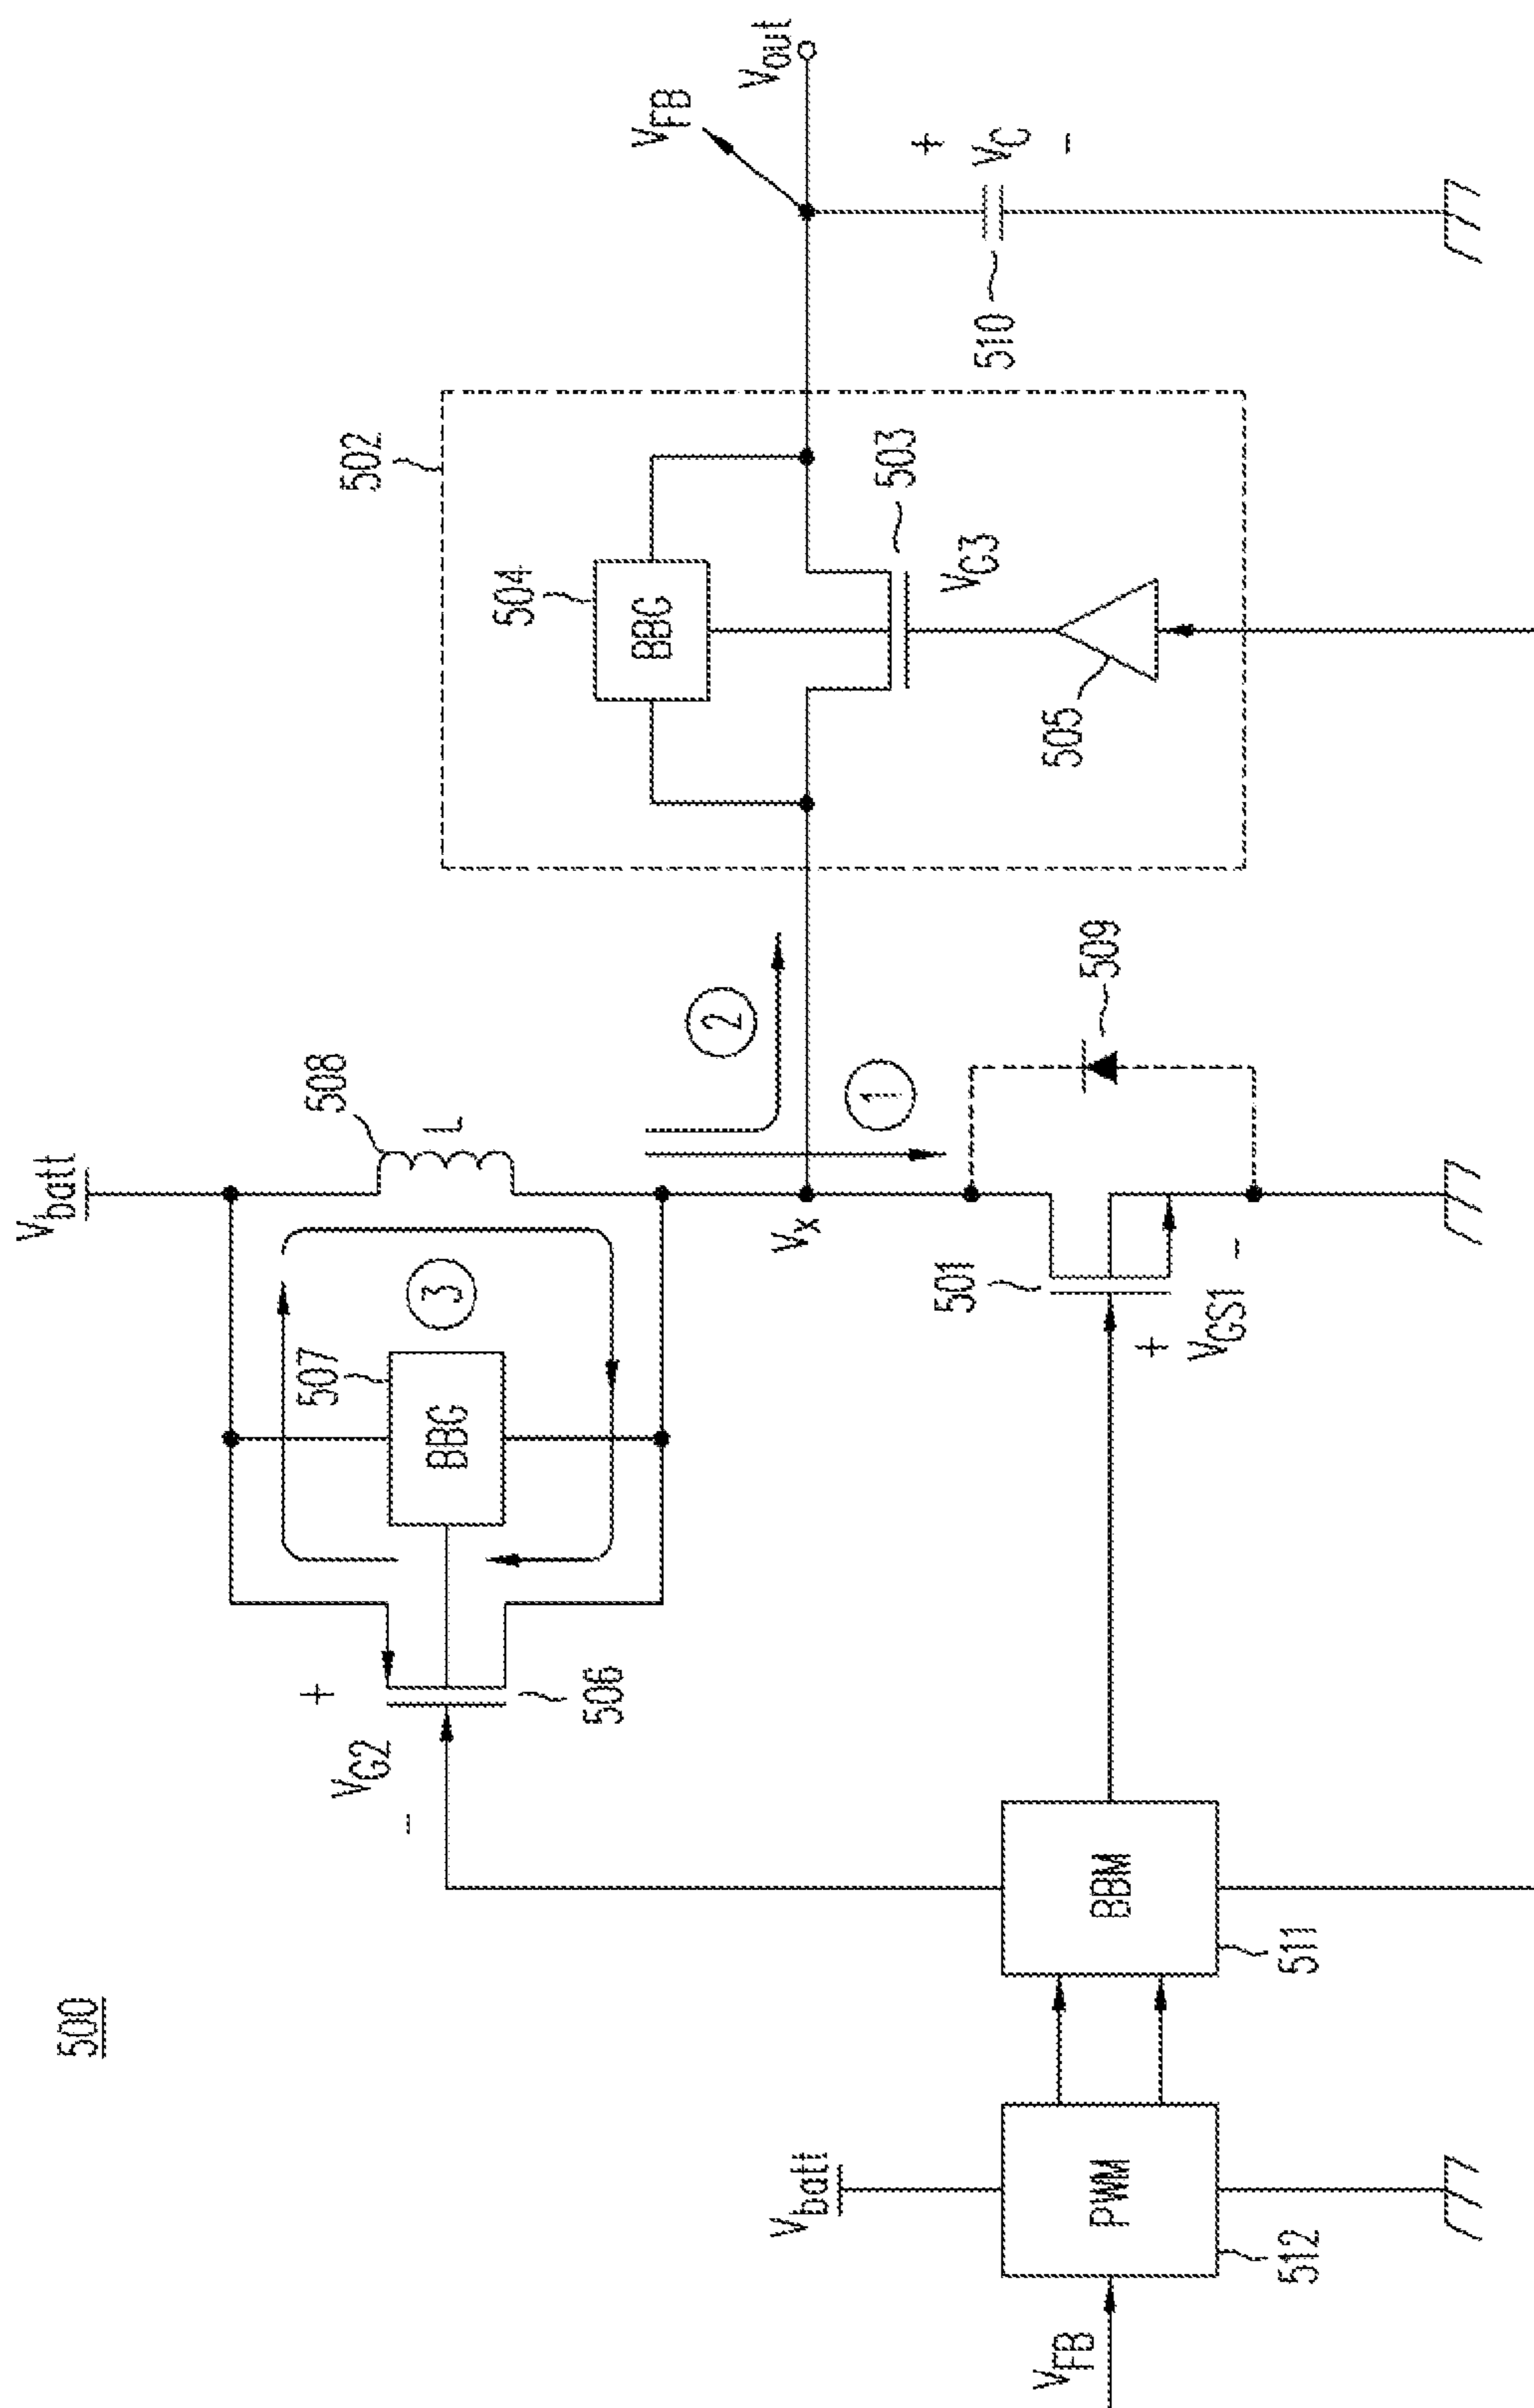 500
V_FB
512
PWM
V_batt
511
BBM
V_G2
+
-
506
507
BBG
3
V_batt
508
L
V_x
501
+
V_GS1
-
2
1
509
502
504
BBG
503
V_G3
505
510
+
V_C
-
V_FB
V_out